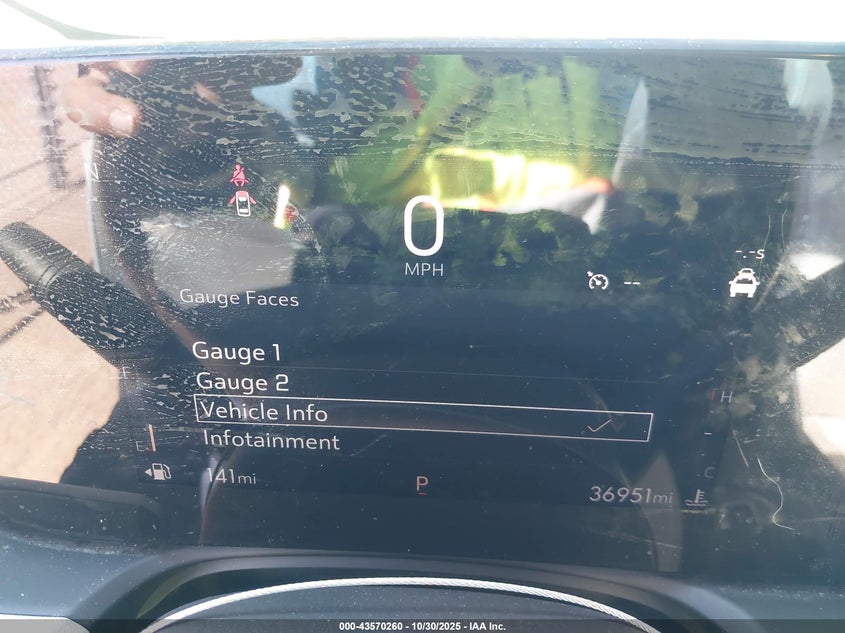 N
0
MPH
--
-.-s
Gauge Faces
Gauge 1
F
Gauge 2
H
Vehicle Info
Infotainment
C
141mi
P
36951mi
000-43570260 - 10/30/2025 - IAA Inc.